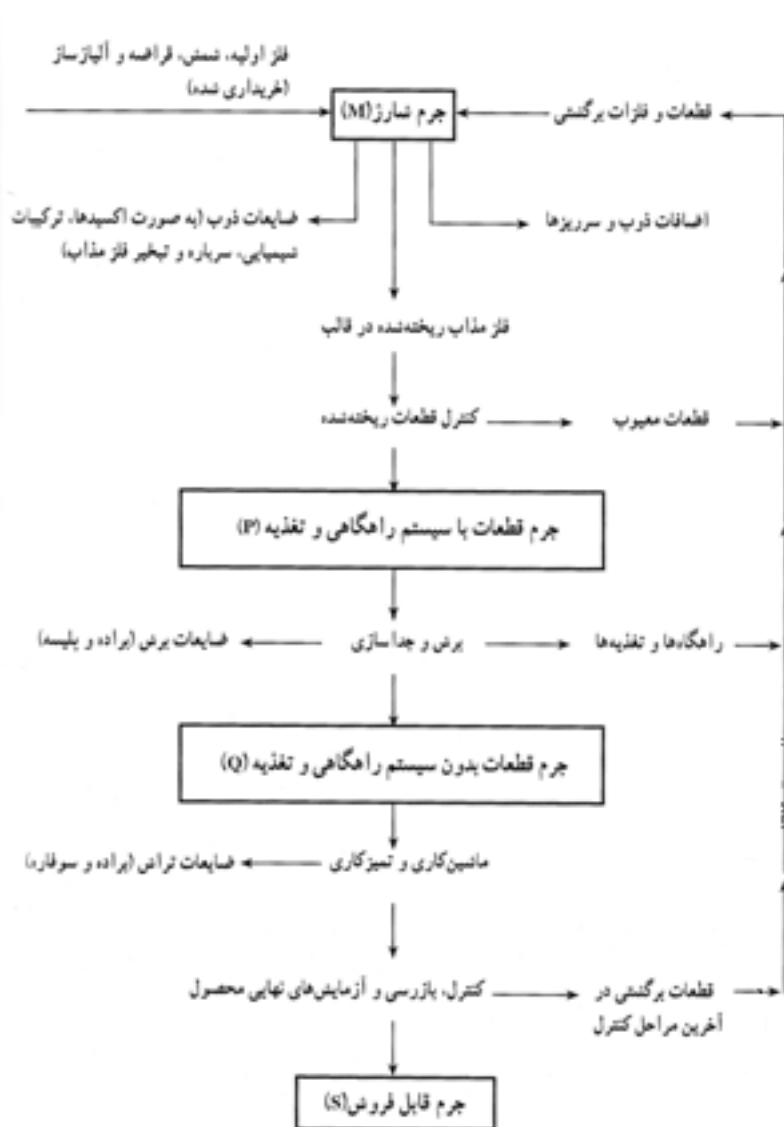 فلز اولیه، شمش، قراضه و آلیاژساز
(خریداری شده)
جرم شارژ(M)
قطعات و فلزات برگشتی
ضایعات ذوب (به صورت اکسیدها، ترکیبات
شیمیایی، سرباره و تبخیر فلز مذاب)
اضافات ذوب و سرریزها
فلز مذاب ریخته‌شده در قالب
کنترل قطعات ریخته‌شده
قطعات معیوب
جرم قطعات با سیستم راهگاهی و تغذیه (P)
راهگاه‌ها و تغذیه‌ها
برش و جداسازی
ضایعات برش (براده و پلیسه)
جرم قطعات بدون سیستم راهگاهی و تغذیه (Q)
ماشین‌کاری و تمیزکاری
ضایعات تراش (براده و سوفاره)
کنترل، بازرسی و آزمایش‌های نهایی محصول
قطعات برگشتی در
آخرین مراحل کنترل
جرم قابل فروش(S)